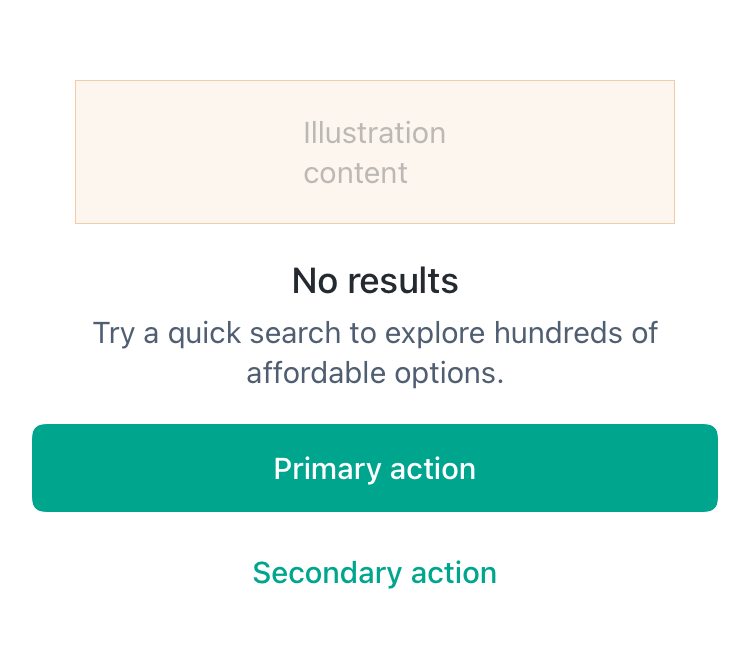 Illustration
content
No results
Try a quick search to explore hundreds of
affordable options.
Primary action
Secondary action